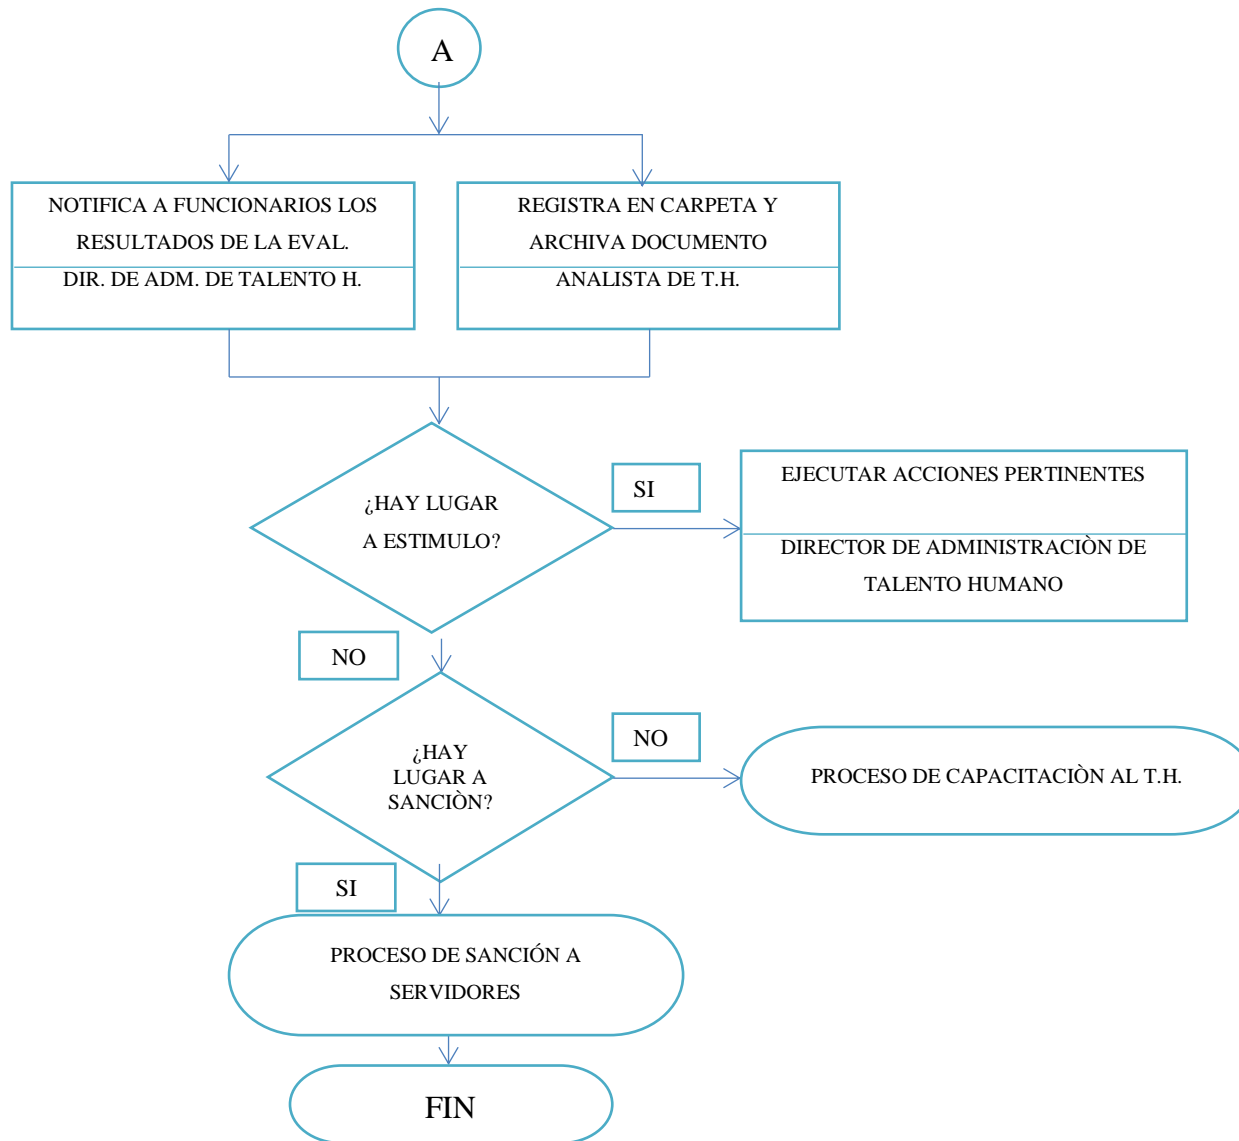 A
NOTIFICA A FUNCIONARIOS LOS
RESULTADOS DE LA EVAL.
DIR. DE ADM. DE TALENTO H.
REGISTRA EN CARPETA Y
ARCHIVA DOCUMENTO
ANALISTA DE T.H.
¿HAY LUGAR
A ESTIMULO?
SI
EJECUTAR ACCIONES PERTINENTES
DIRECTOR DE ADMINISTRACIÒN DE
TALENTO HUMANO
NO
¿HAY
LUGAR A
SANCIÒN?
NO
PROCESO DE CAPACITACIÒN AL T.H.
SI
PROCESO DE SANCIÓN A
SERVIDORES
FIN